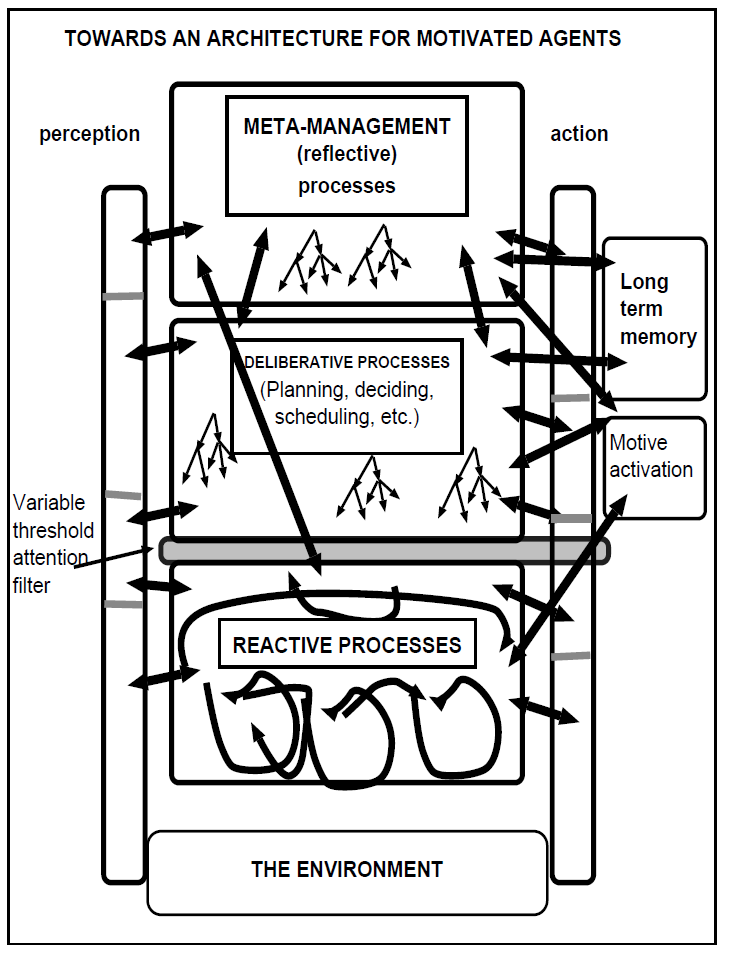 TOWARDS AN ARCHITECTURE FOR MOTIVATED AGENTS
perception
action
META-MANAGEMENT
(reflective)
processes
Long
term
memory
DELIBERATIVE PROCESSES
(Planning, deciding,
scheduling, etc.)
Motive
activation
Variable
threshold
attention
filter
REACTIVE PROCESSES
THE ENVIRONMENT